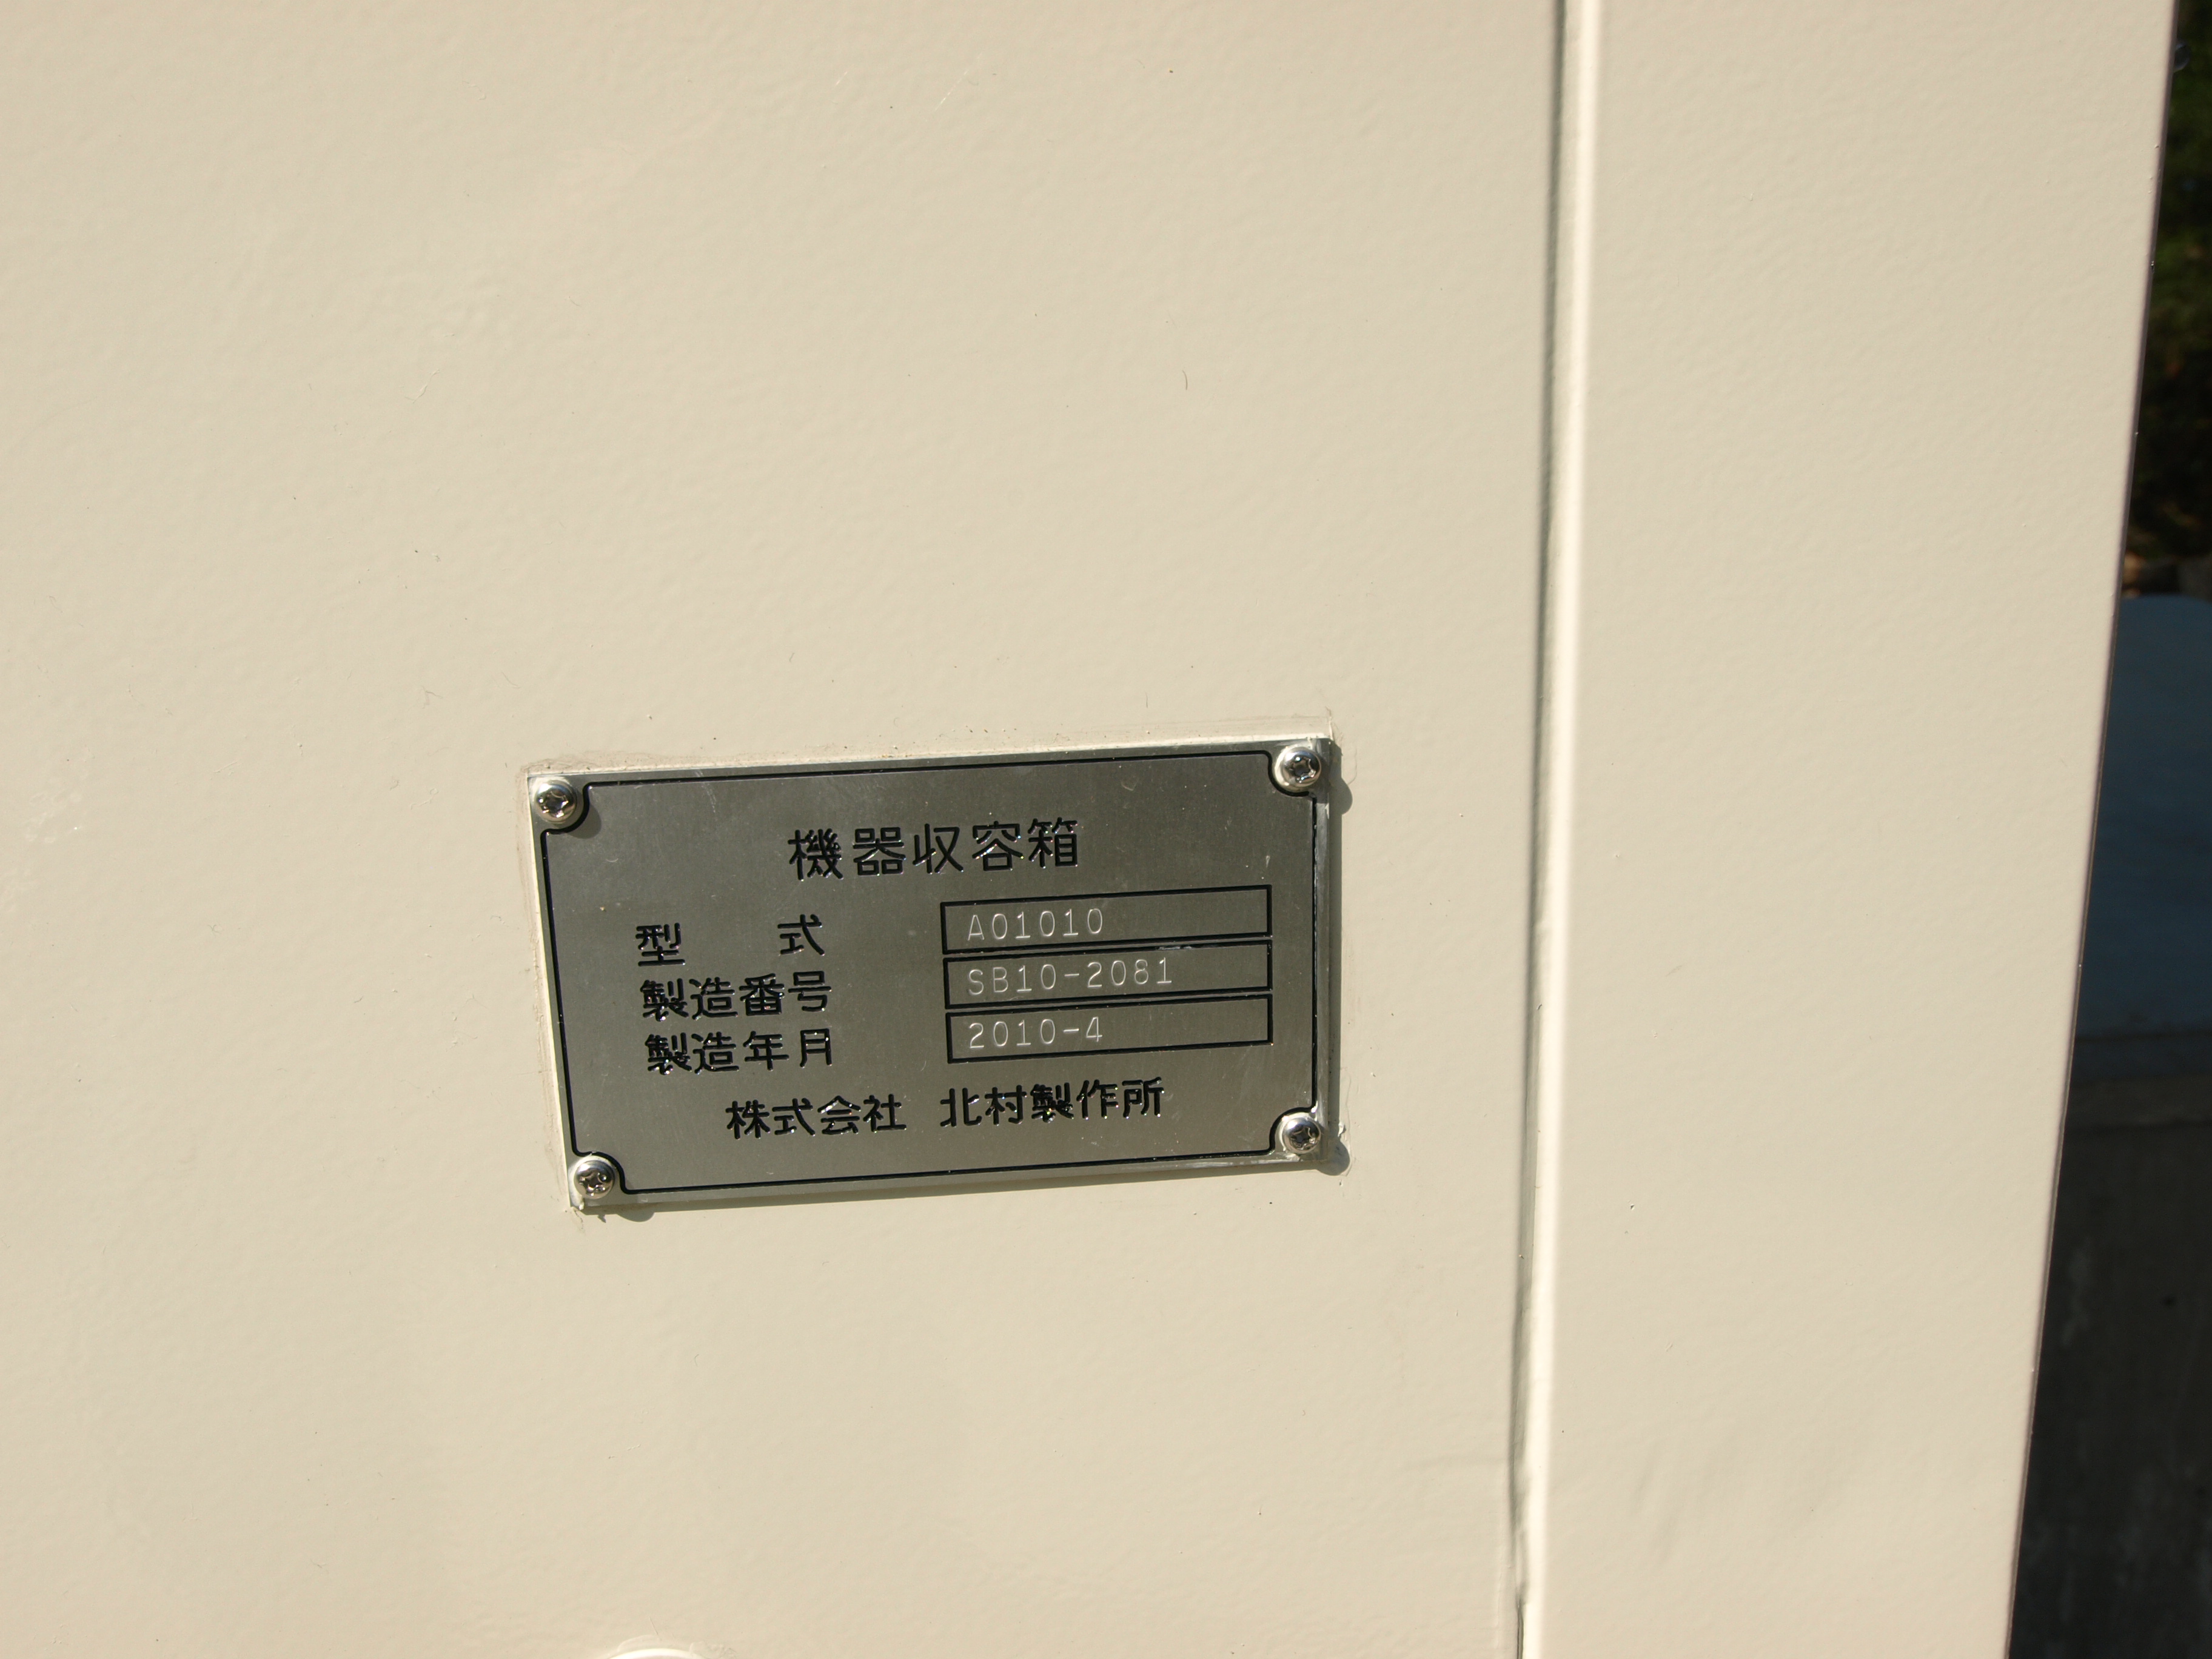 機器収容箱
型式 A01010
製造番号 SB10-2081
製造年月 2010-4
株式会社 北村製作所